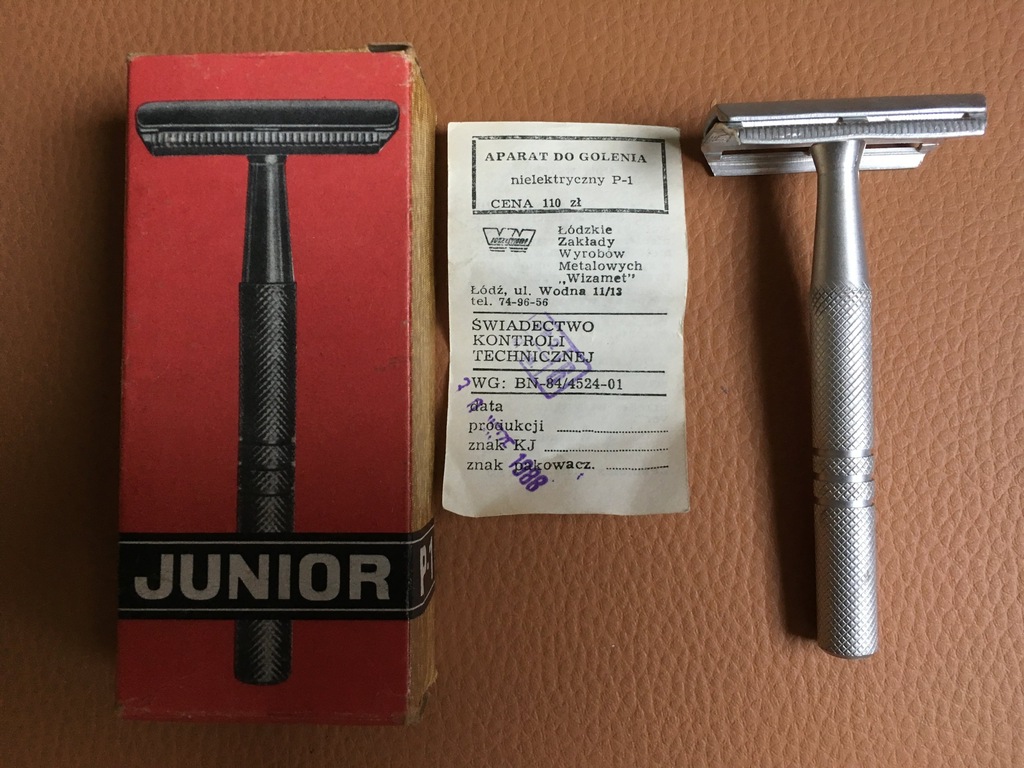 JUNIOR
P-1
APARAT DO GOLENIA
nielektryczny P-1
CENA 110 zł
Łódzkie
Zakłady
Wyrobów
Metalowych
„Wizamet"
Łódź, ul. Wodna 11/13
tel. 74-96-56
ŚWIADECTWO
KONTROLI
TECHNICZNEJ
WG: BN-84/4524-01
data
produkcji
znak KJ
znak pakowacz.
1988